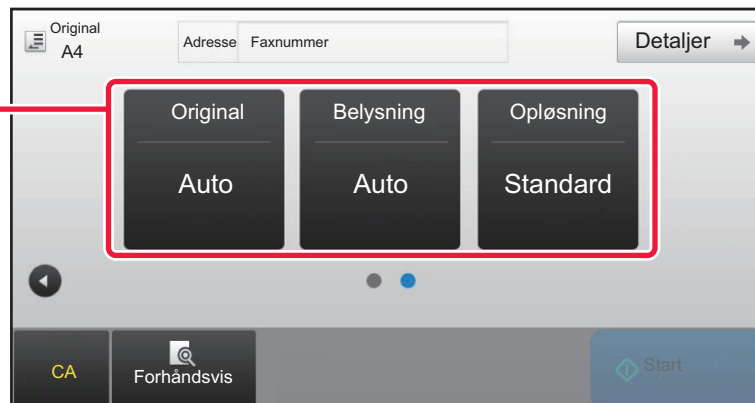 Original
A4
Adresse Faxnummer
Detaljer
Original Belysning Opløsning
Auto Auto Standard
CA Forhåndsvis Start